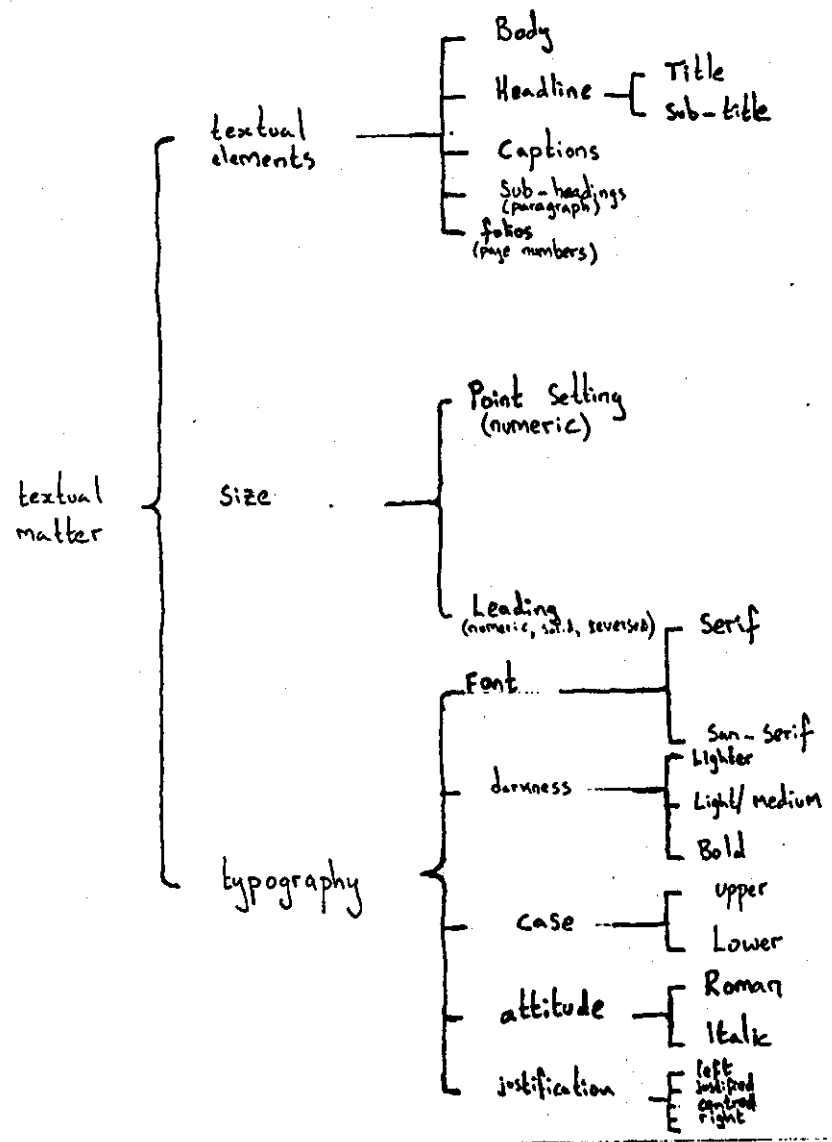 Body
Headline
Title
Sub-title
textual
elements
Captions
Sub-headings
(paragraph)
folios
(page numbers)
Point Setting
(numeric)
textual
matter
Size
Leading
(numeric, solid, reversed)
Serif
Font
San-Serif
Lighter
darkness
Light/Medium
Bold
typography
upper
case
Lower
Roman
attitude
Italic
justification
left
justified
centred
right